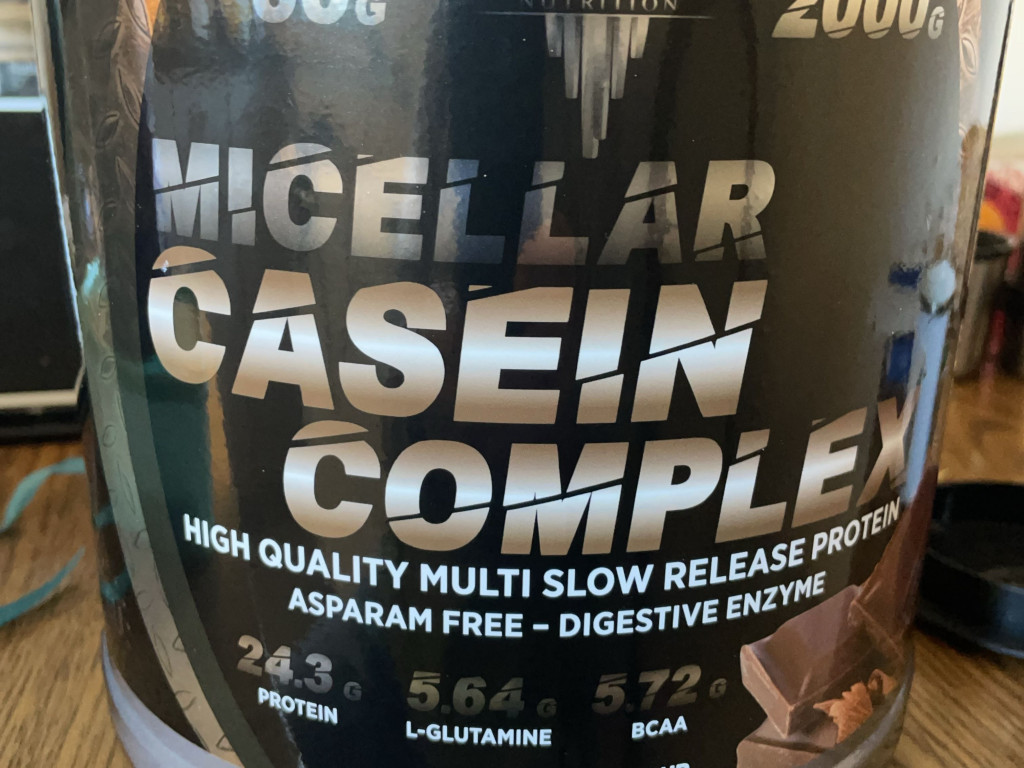 NUTRITION
2000G
MICELLAR
CASEIN
COMPLEX
HIGH QUALITY MULTI SLOW RELEASE PROTEIN
ASPARAM FREE – DIGESTIVE ENZYME
24.3 G
PROTEIN
5.64 G
L-GLUTAMINE
5.72 G
BCAA